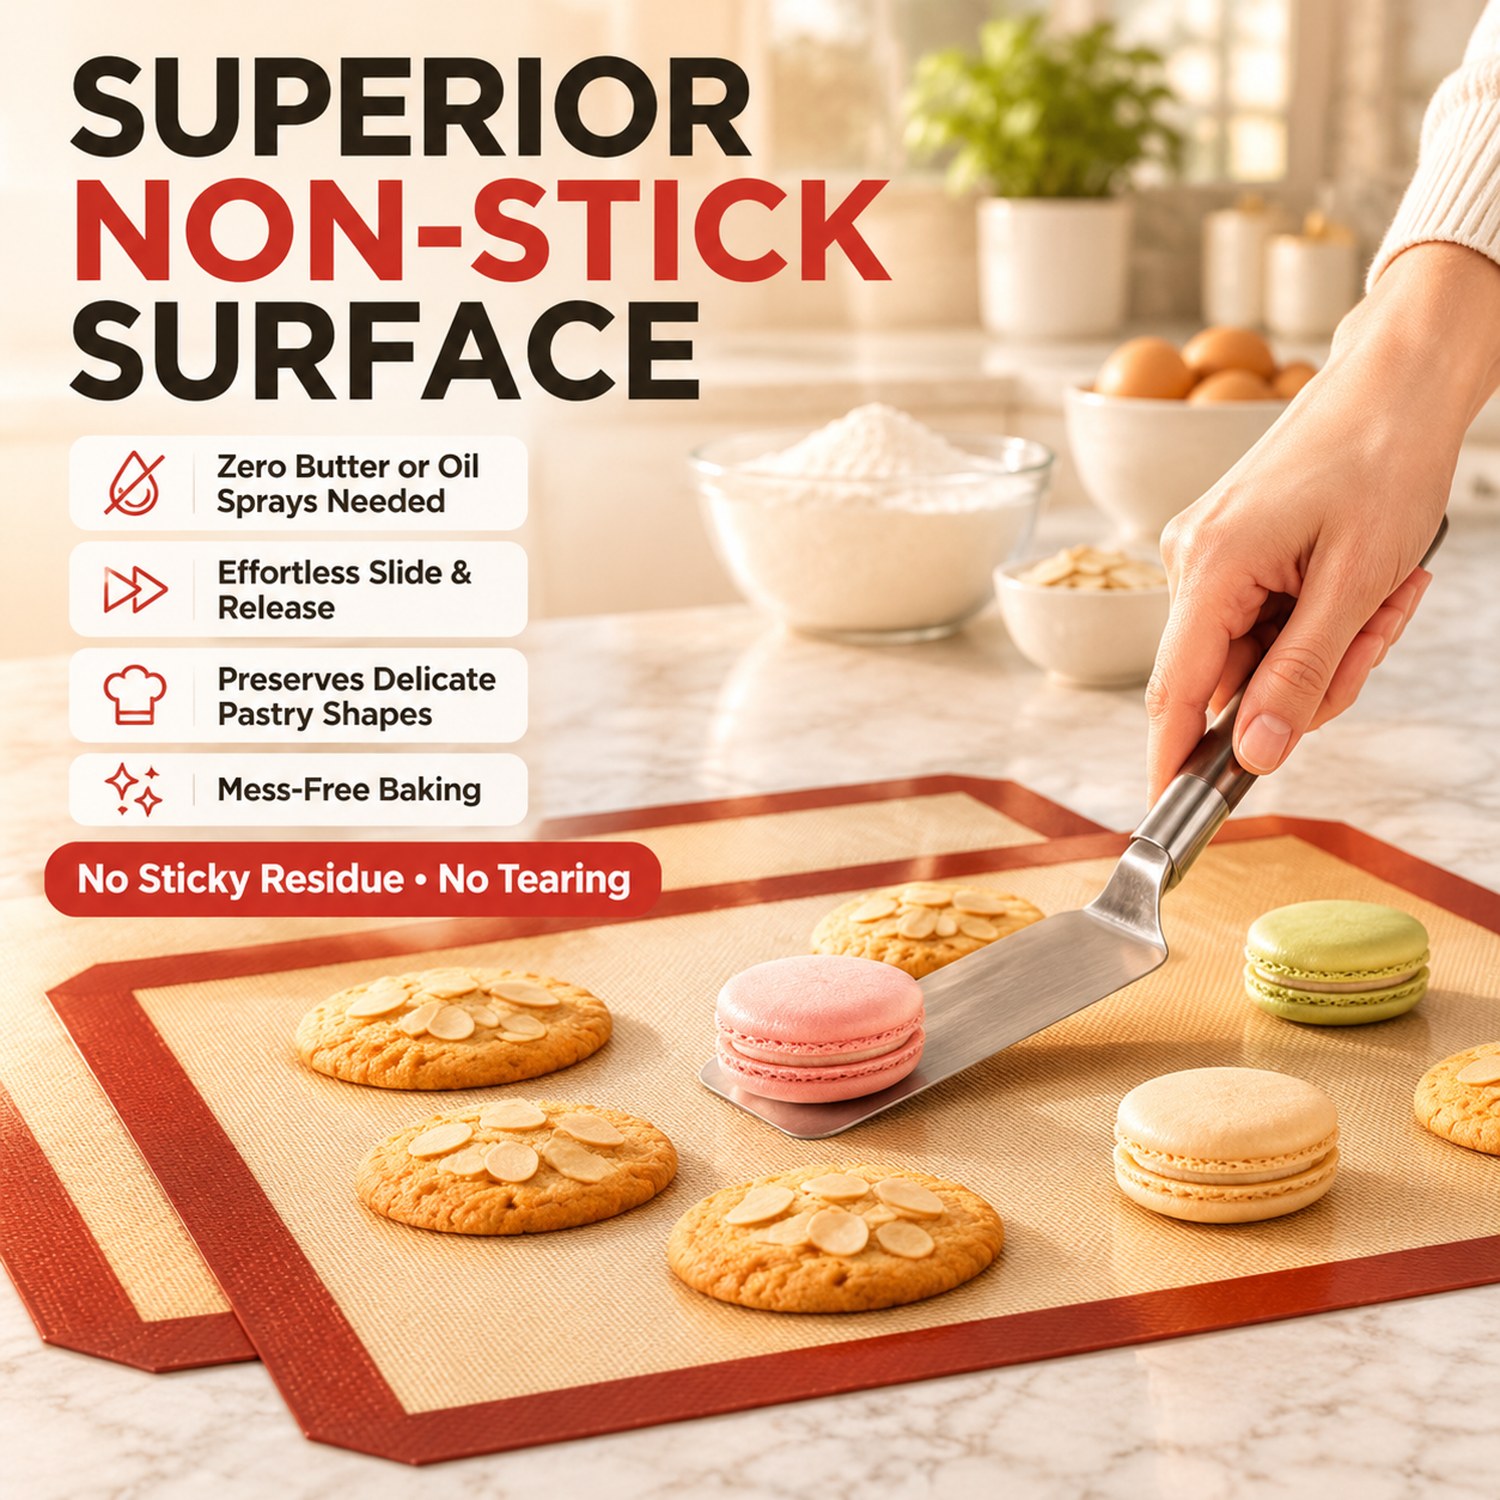 SUPERIOR
NON-STICK
SURFACE
Zero Butter or Oil
Sprays Needed
Effortless Slide &
Release
Preserves Delicate
Pastry Shapes
Mess-Free Baking
No Sticky Residue • No Tearing